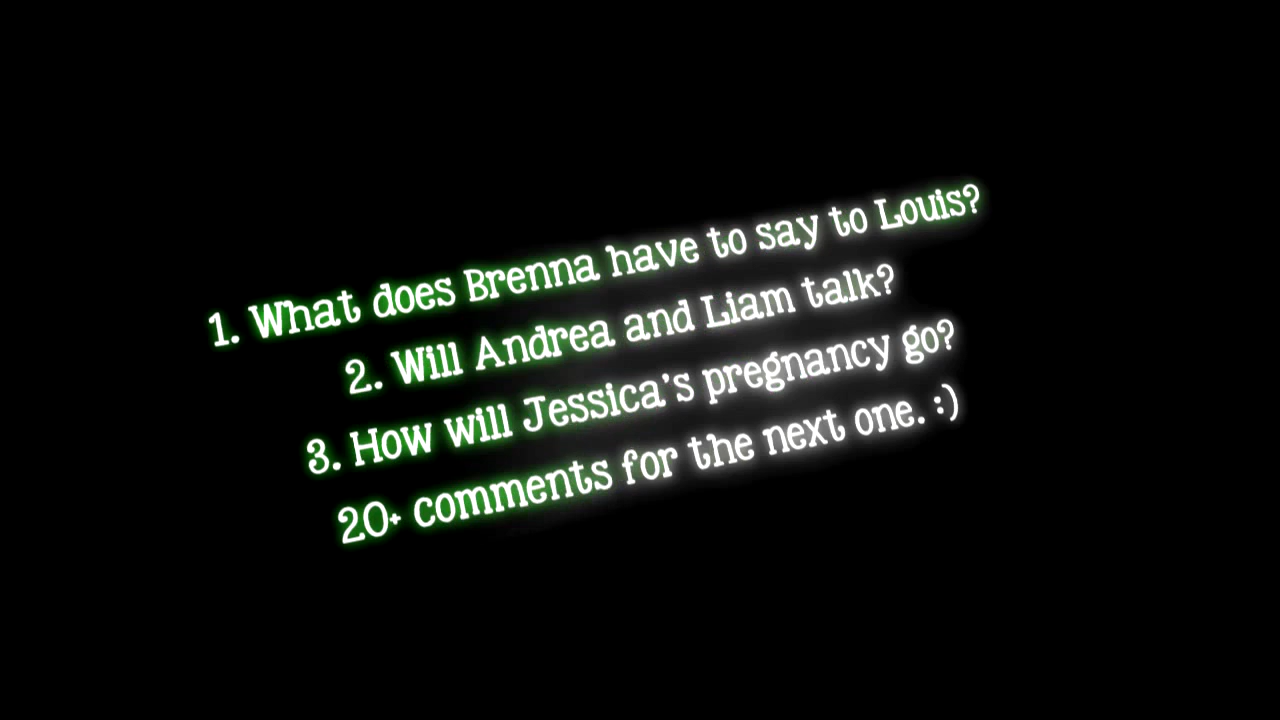 1. What does Brenna have to say to Louis?
2. Will Andrea and Liam talk?
3. How will Jessica's pregnancy go?
20+ comments for the next one. :)